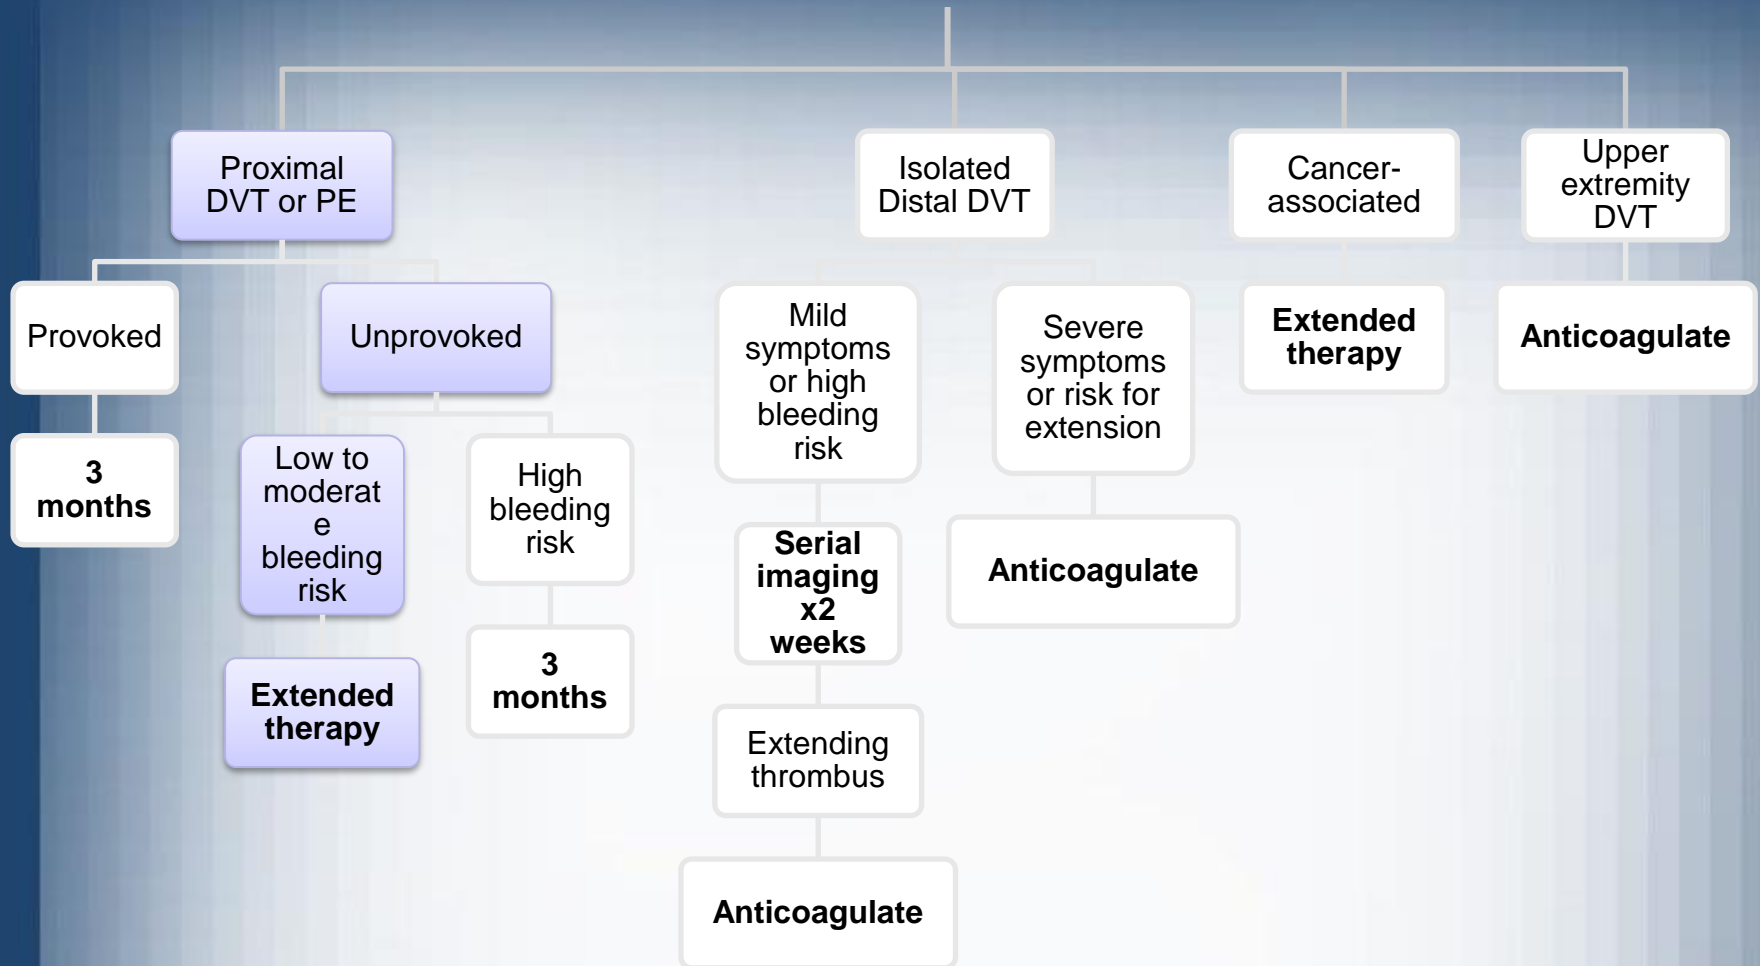 Proximal
DVT or PE
Isolated
Distal DVT
Cancer-
associated
Upper
extremity
DVT
Provoked
Unprovoked
Mild
symptoms
or high
bleeding
risk
Severe
symptoms
or risk for
extension
Extended
therapy
Anticoagulate
3
months
Low to
moderat
e
bleeding
risk
High
bleeding
risk
Serial
imaging
x2
weeks
Anticoagulate
Extended
therapy
3
months
Extending
thrombus
Anticoagulate